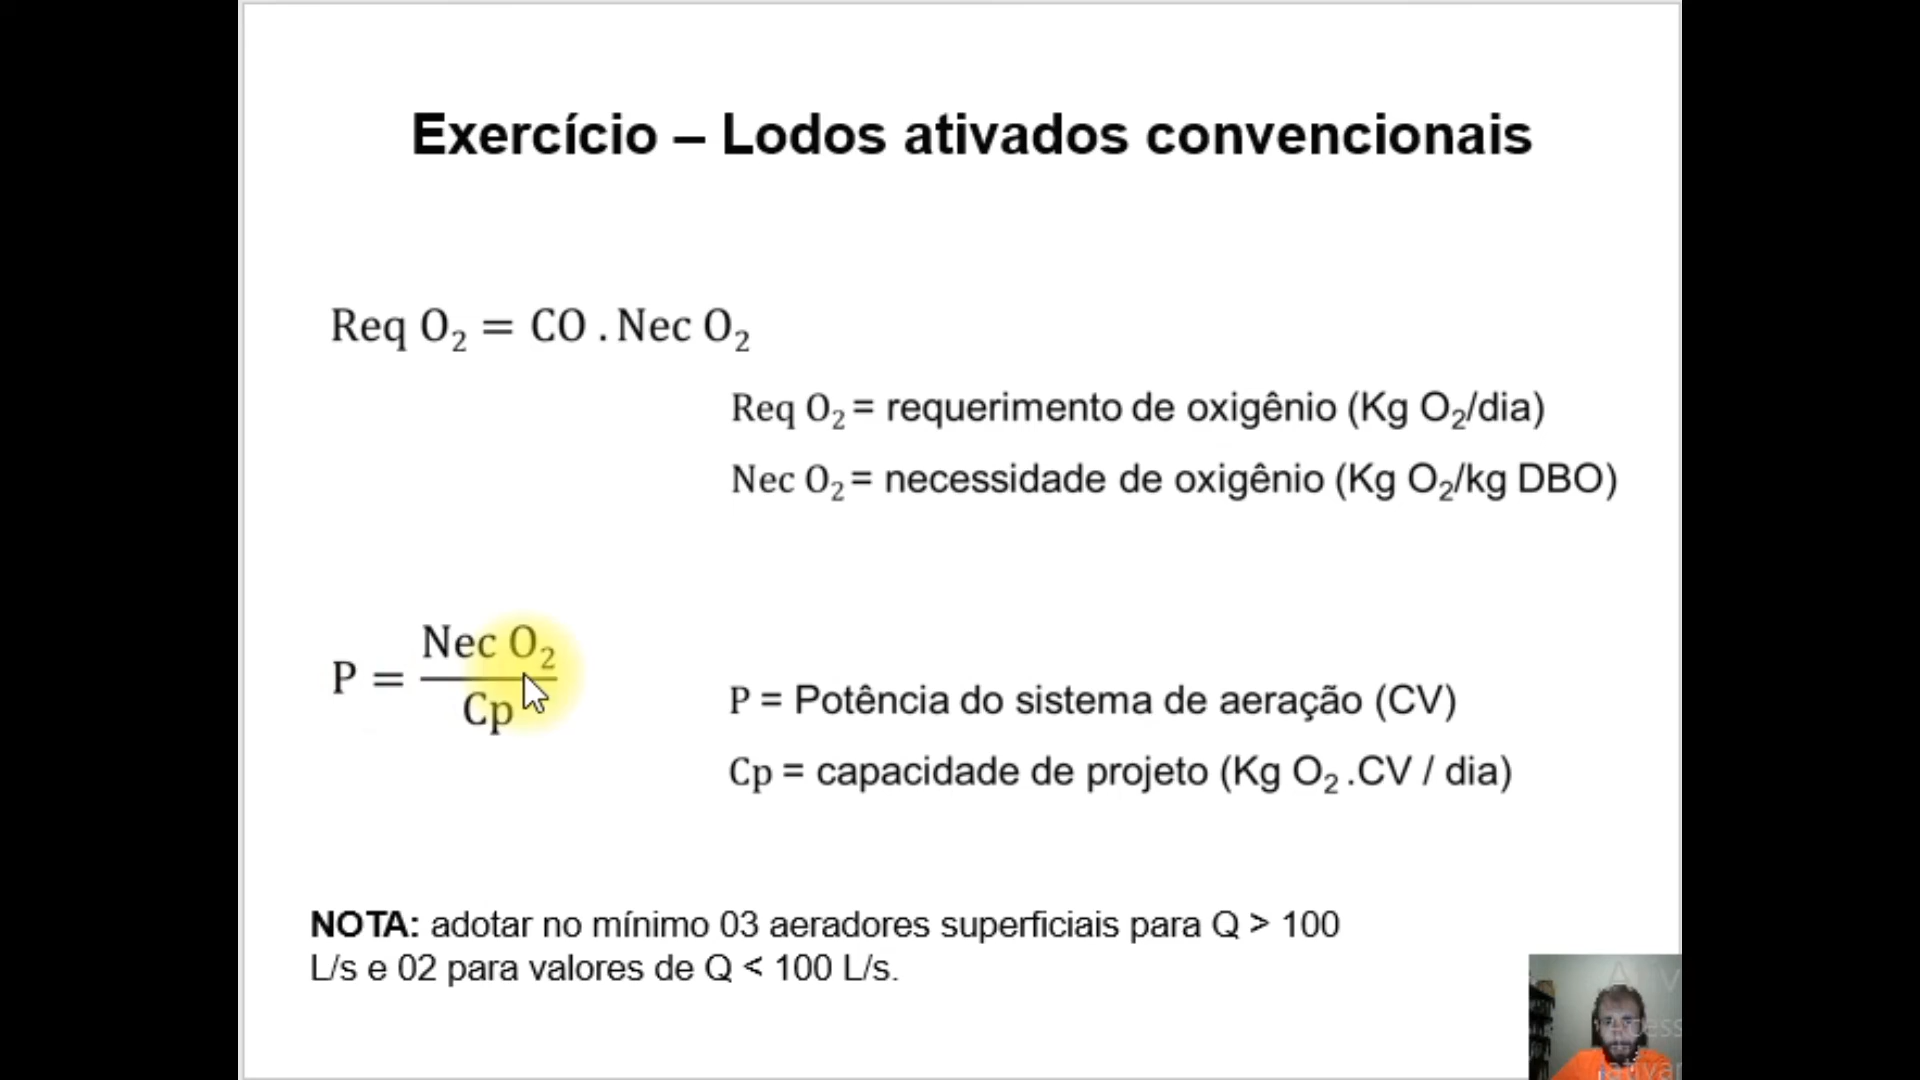 Exercício – Lodos ativados convencionais
Req O₂ = CO . Nec O₂
Req O₂ = requerimento de oxigênio (Kg O₂/dia)
Nec O₂ = necessidade de oxigênio (Kg O₂/kg DBO)
P = Nec O₂ / Cp
P = Potência do sistema de aeração (CV)
Cp = capacidade de projeto (Kg O₂ .CV / dia)
NOTA: adotar no mínimo 03 aeradores superficiais para Q > 100
L/s e 02 para valores de Q < 100 L/s.